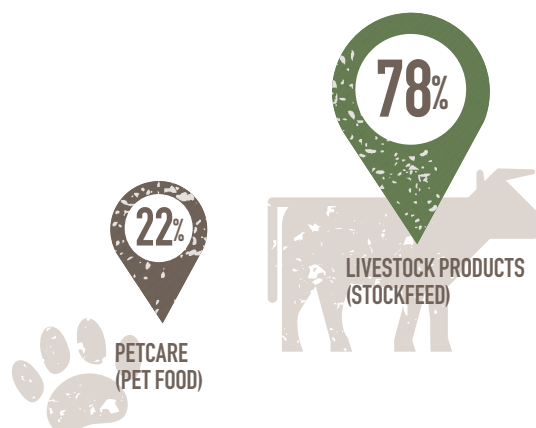 78%
22%
LIVESTOCK PRODUCTS
(STOCKFEED)
PETCARE
(PET FOOD)